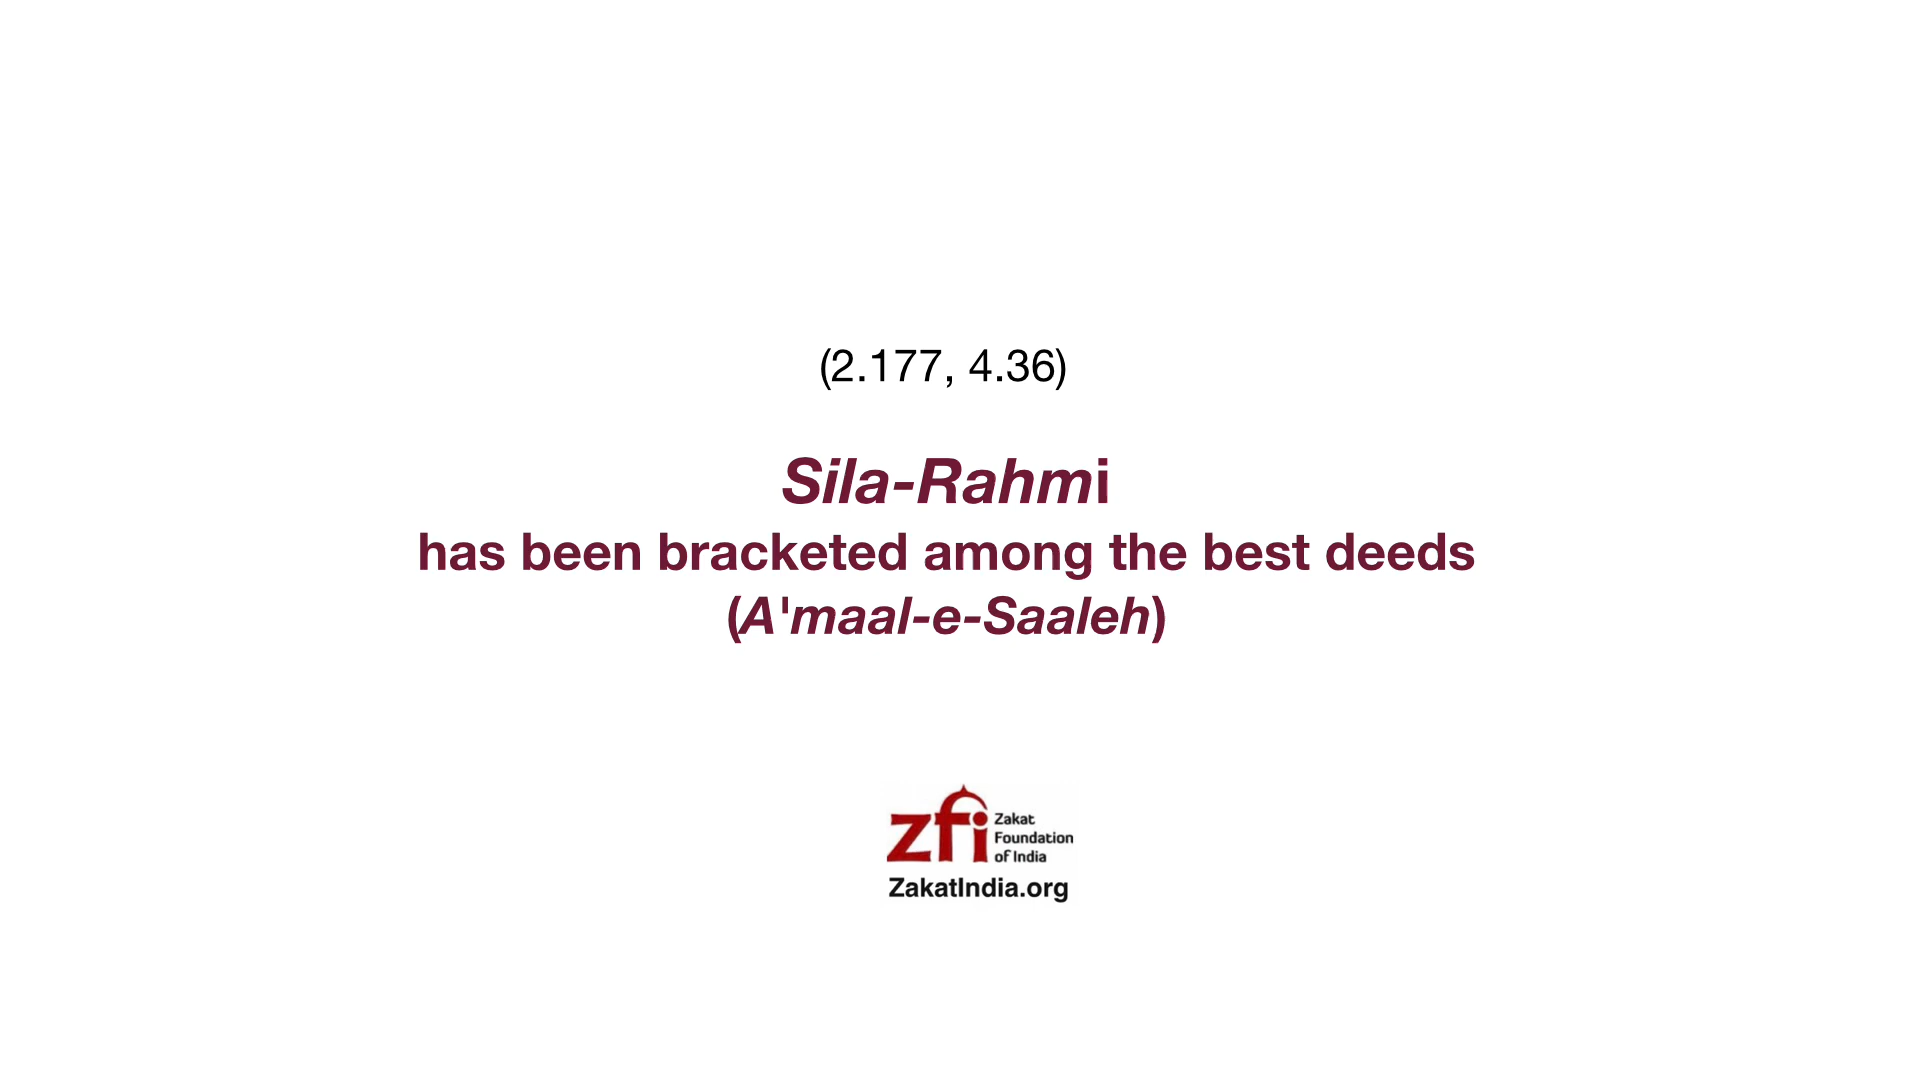 (2.177, 4.36)
Sila-Rahmi
has been bracketed among the best deeds
(A'maal-e-Saaleh)
zfi Zakat
Foundation
of India
ZakatIndia.org